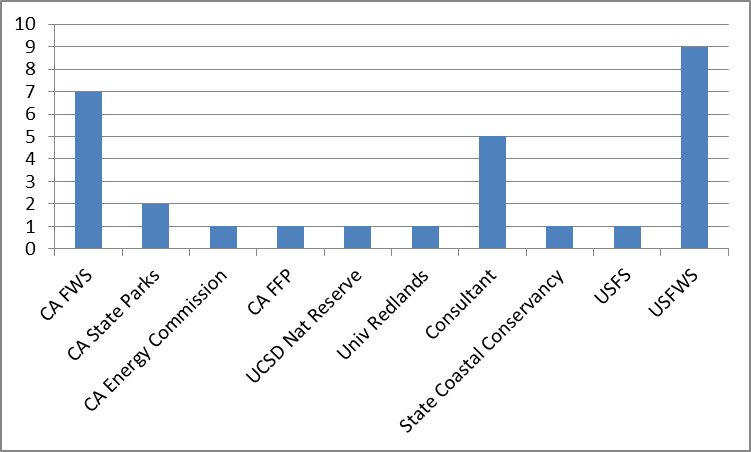 10
9
8
7
6
5
4
3
2
1
0
CA FWS
CA State Parks
CA Energy Commission
CA FFP
UCSD Nat Reserve
Univ Redlands
Consultant
State Coastal Conservancy
USFS
USFWS